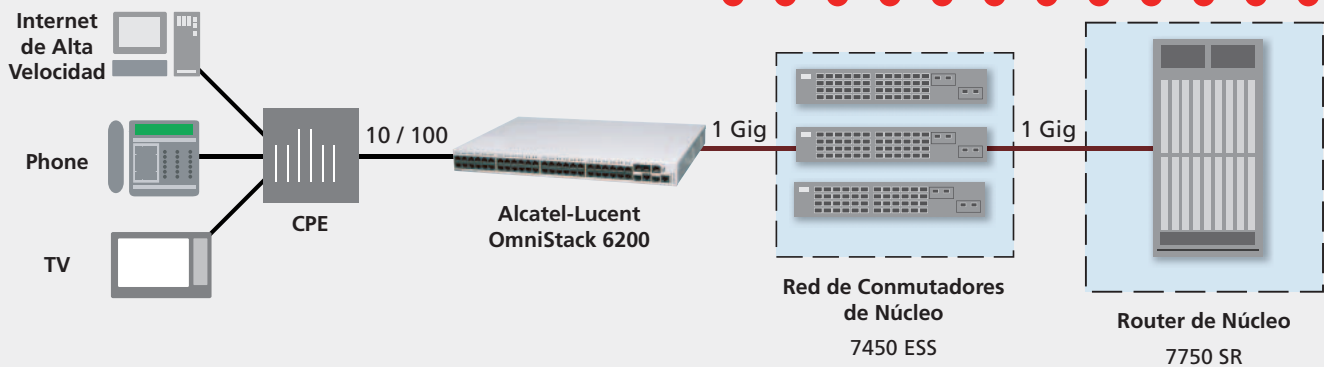 Internet
de Alta
Velocidad
Phone
TV
CPE
10 / 100
Alcatel-Lucent
OmniStack 6200
1 Gig
Red de Conmutadores
de Núcleo
7450 ESS
1 Gig
Router de Núcleo
7750 SR